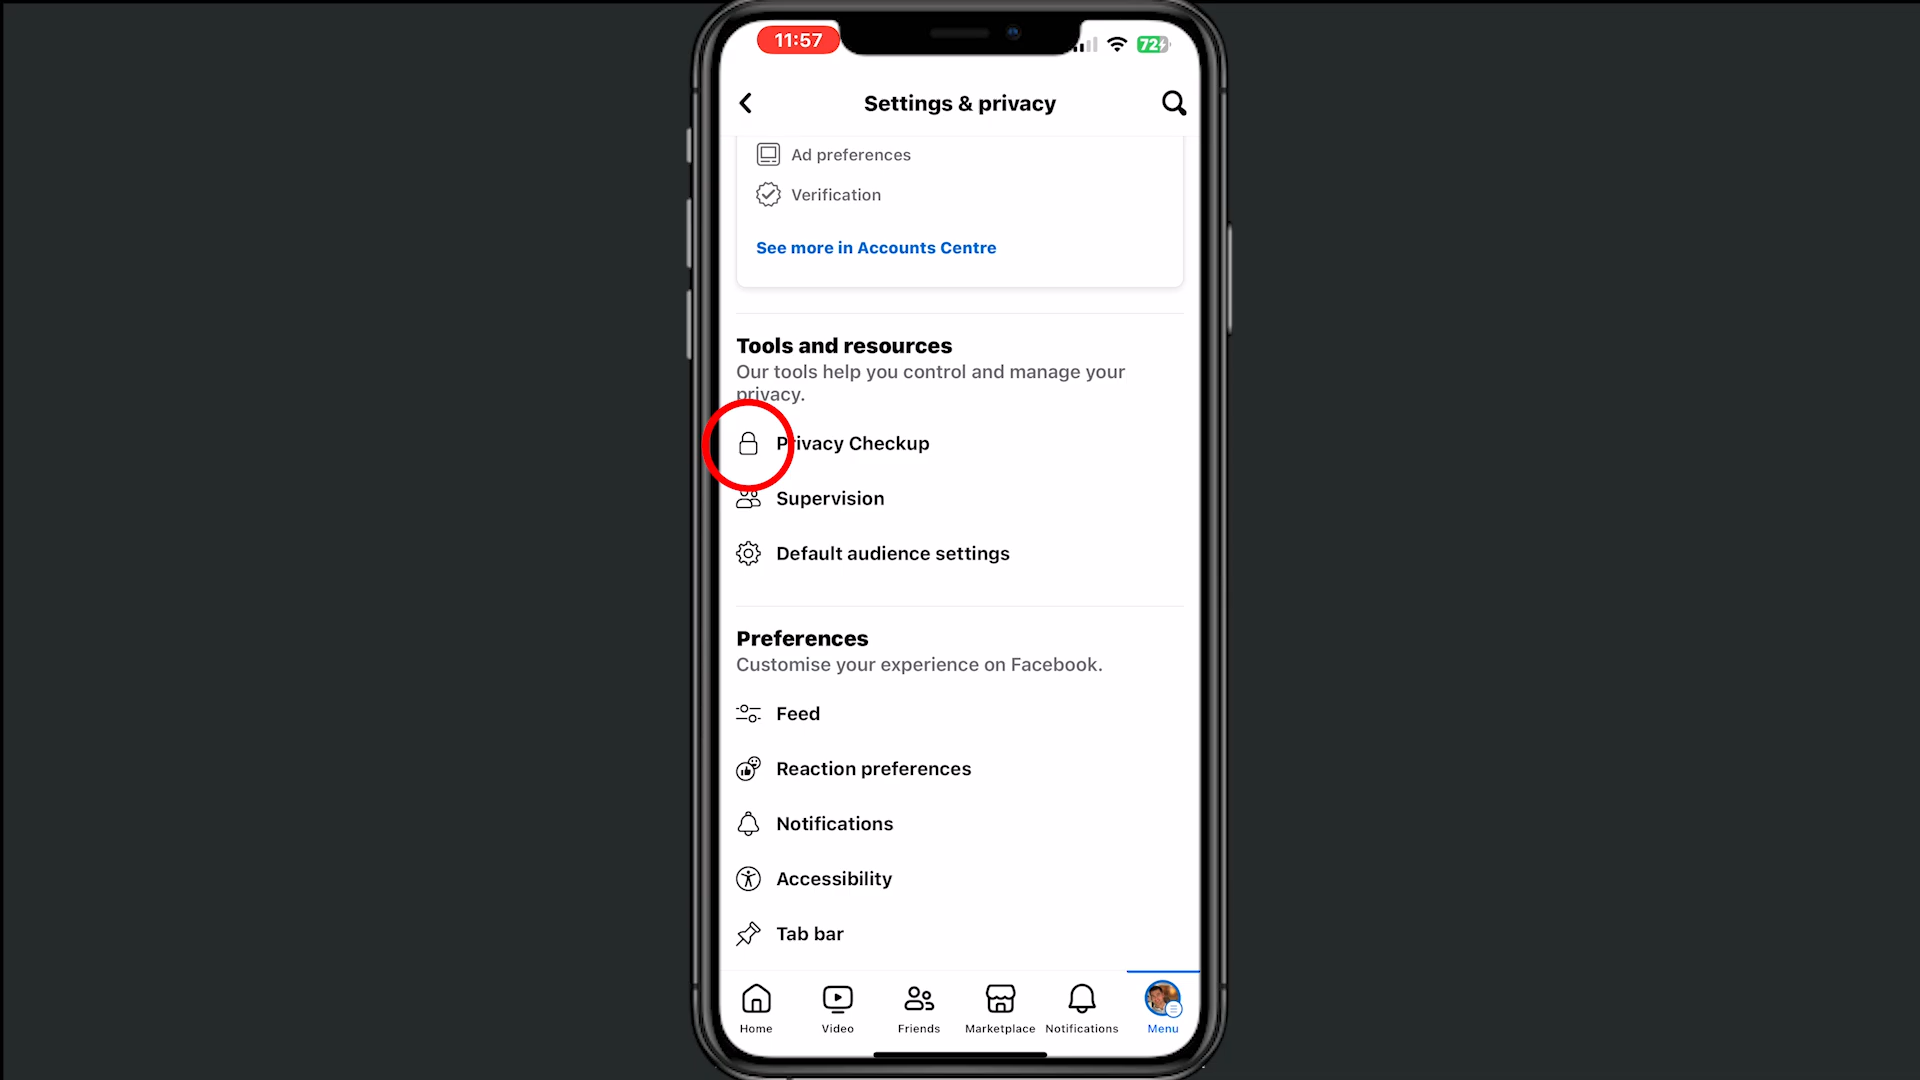 11:57
72
Settings & privacy
Ad preferences
Verification
See more in Accounts Centre
Tools and resources
Our tools help you control and manage your
privacy.
Privacy Checkup
Supervision
Default audience settings
Preferences
Customise your experience on Facebook.
Feed
Reaction preferences
Notifications
Accessibility
Tab bar
Home
Video
Friends
Marketplace
Notifications
Menu